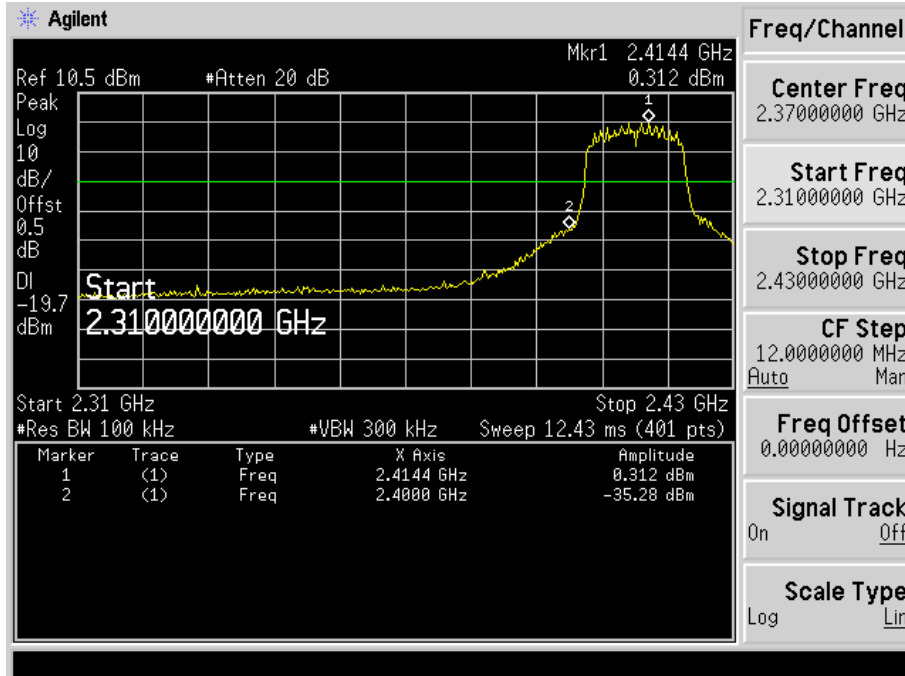 Agilent
Freq/Channel
Mkr1 2.4144 GHz
Ref 10.5 dBm #Atten 20 dB 0.312 dBm
Peak
Log
10
dB/
Offst
0.5
dB
DI
-19.7
dBm
1
2
Start
2.310000000 GHz
Start 2.31 GHz Stop 2.43 GHz
#Res BW 100 kHz #VBW 300 kHz Sweep 12.43 ms (401 pts)
Marker Trace Type X Axis Amplitude
1 (1) Freq 2.4144 GHz 0.312 dBm
2 (1) Freq 2.4000 GHz -35.28 dBm
Center Freq
2.37000000 GHz
Start Freq
2.31000000 GHz
Stop Freq
2.43000000 GHz
CF Step
12.0000000 MHz
Auto Man
Freq Offset
0.00000000 Hz
Signal Track
On Off
Scale Type
Log Lin